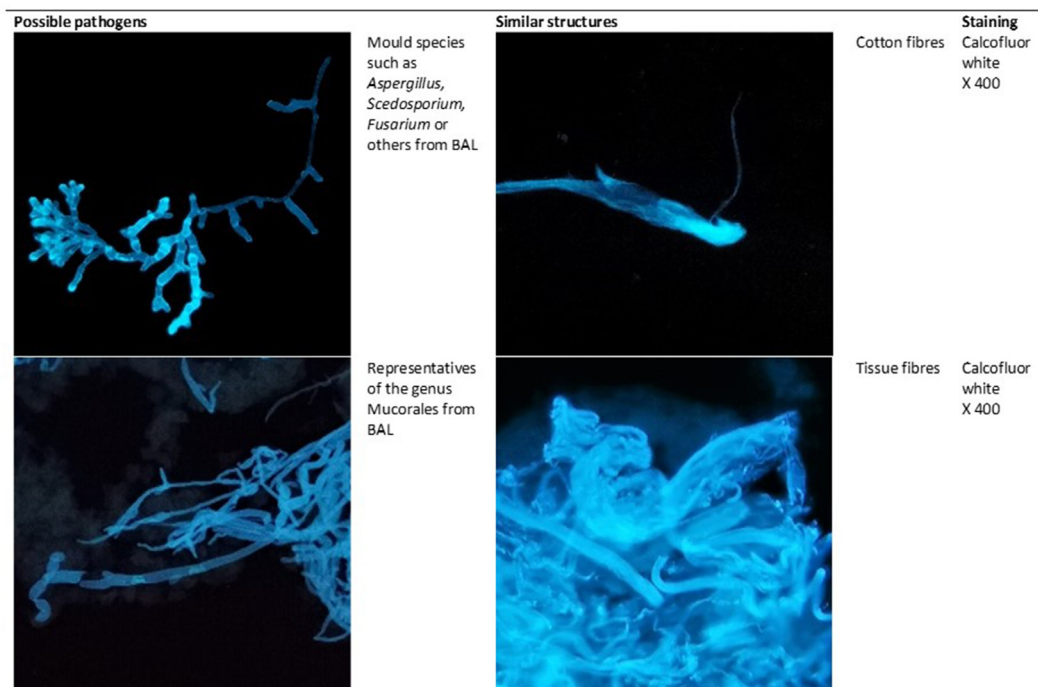 Possible pathogens
Similar structures
Staining
Mould species
such as
Aspergillus,
Scedosporium,
Fusarium or
others from BAL
Cotton fibres
Calcofluor
white
X 400
Representatives
of the genus
Mucorales from
BAL
Tissue fibres
Calcofluor
white
X 400